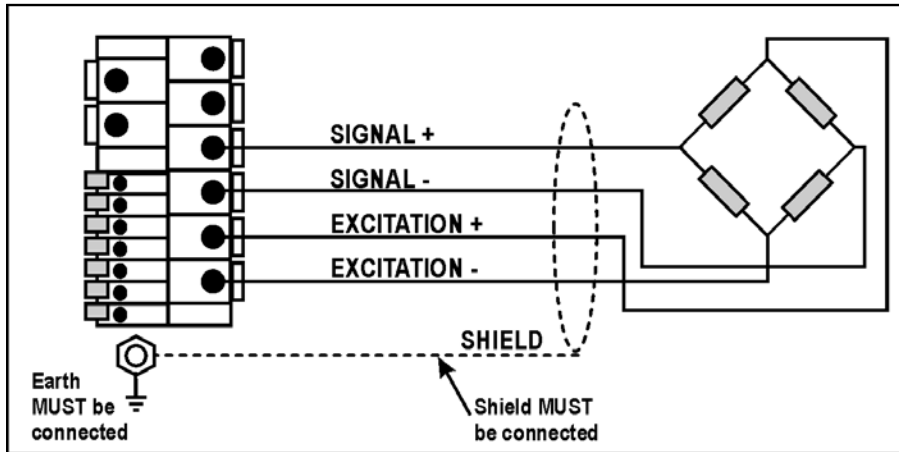 SIGNAL +
SIGNAL -
EXCITATION +
EXCITATION -
SHIELD
Earth
MUST be
connected
Shield MUST
be connected